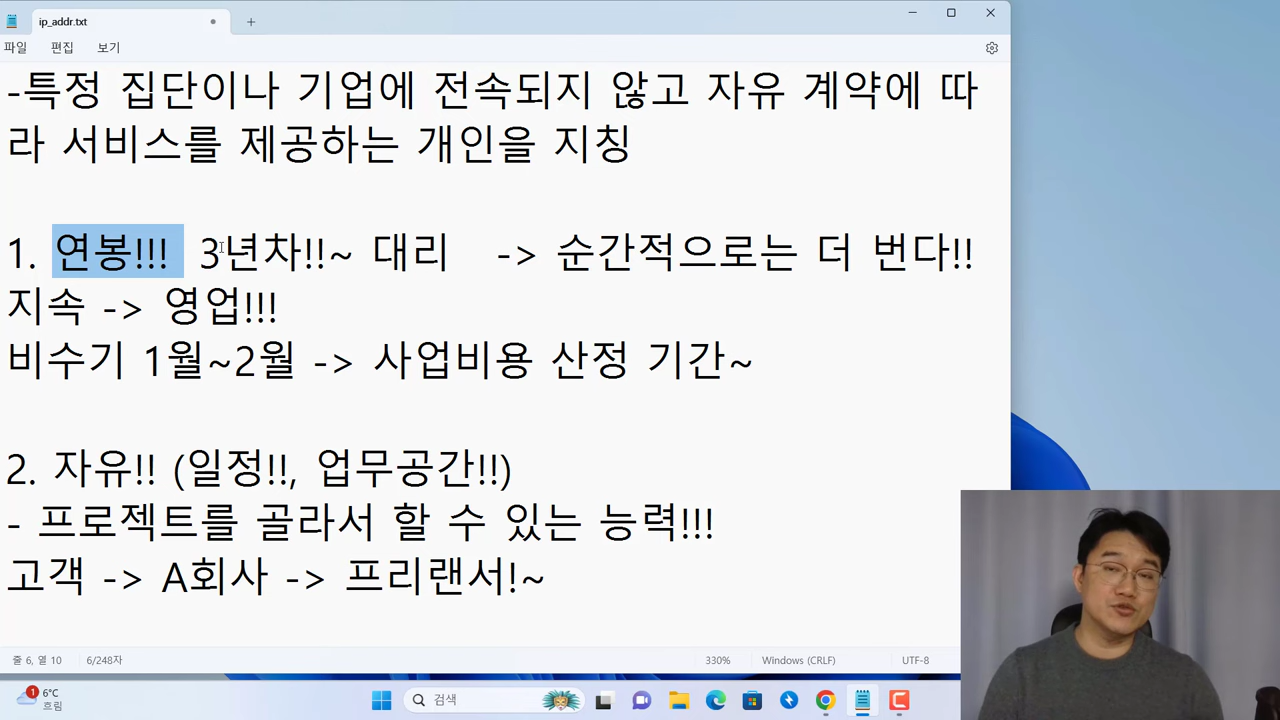 ip_addr.txt
파일 편집 보기
-특정 집단이나 기업에 전속되지 않고 자유 계약에 따
라 서비스를 제공하는 개인을 지칭
1. 연봉!!! 3년차!!~ 대리 -> 순간적으로는 더 번다!!
지속 -> 영업!!!
비수기 1월~2월 -> 사업비용 산정 기간~
2. 자유!! (일정!!, 업무공간!!)
- 프로젝트를 골라서 할 수 있는 능력!!!
고객 -> A회사 -> 프리랜서!~
줄 6, 열 10 6/248자 330% Windows (CRLF) UTF-8
1 6°C 검색
흐림